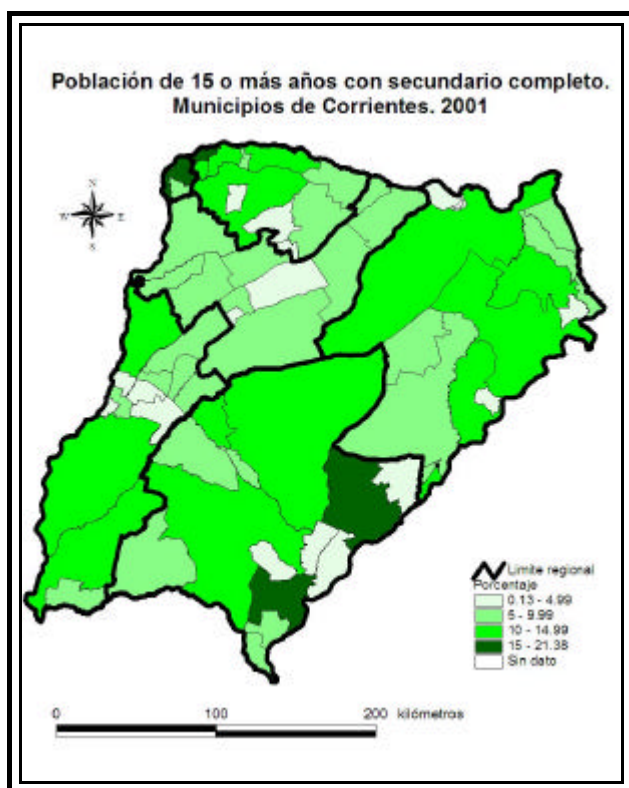 Población de 15 o más años con secundario completo.
Municipios de Corrientes. 2001
N
W E
S
Limite regional
Porcentaje
0.13 - 4.99
5 - 9.99
10 - 14.99
15 - 21.38
Sin dato
0 100 200 kilómetros